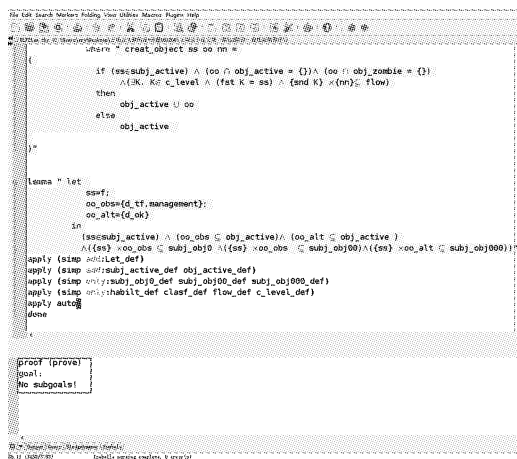 File Edit Search Markers Folding View Utilities Macros Plugins Help
where " creat_object ss oo nn =
(
if (ss∈subj_active) ∧ (oo ∩ obj_active = {})∧ (oo ∩ obj_zombie = {})
∧(∃K. K∈ c_level ∧ (fst K = ss) ∧ {snd K} ×{nn}⊆ flow)
then
obj_active ∪ oo
else
obj_active
)"
lemma " let
ss=f;
oo_obs={d_tf,management};
oo_alt={d_ok}
in
(ss∈subj_active) ∧ (oo_obs ⊆ obj_active)∧ (oo_alt ⊆ obj_active )
∧({ss} ×oo_obs ⊆ subj_obj0 ∧({ss} ×oo_obs ⊆ subj_obj00)∧({ss} ×oo_alt ⊆ subj_obj000))"
apply (simp add:Let_def)
apply (simp add:subj_active_def objective_def)
apply (simp only:subj_obj0_def subj_obj00_def subj_obj000_def)
apply (simp only:habilt_def clasf_def flow_def c_level_def)
apply auto
done
proof (prove)
goal:
No subgoals!